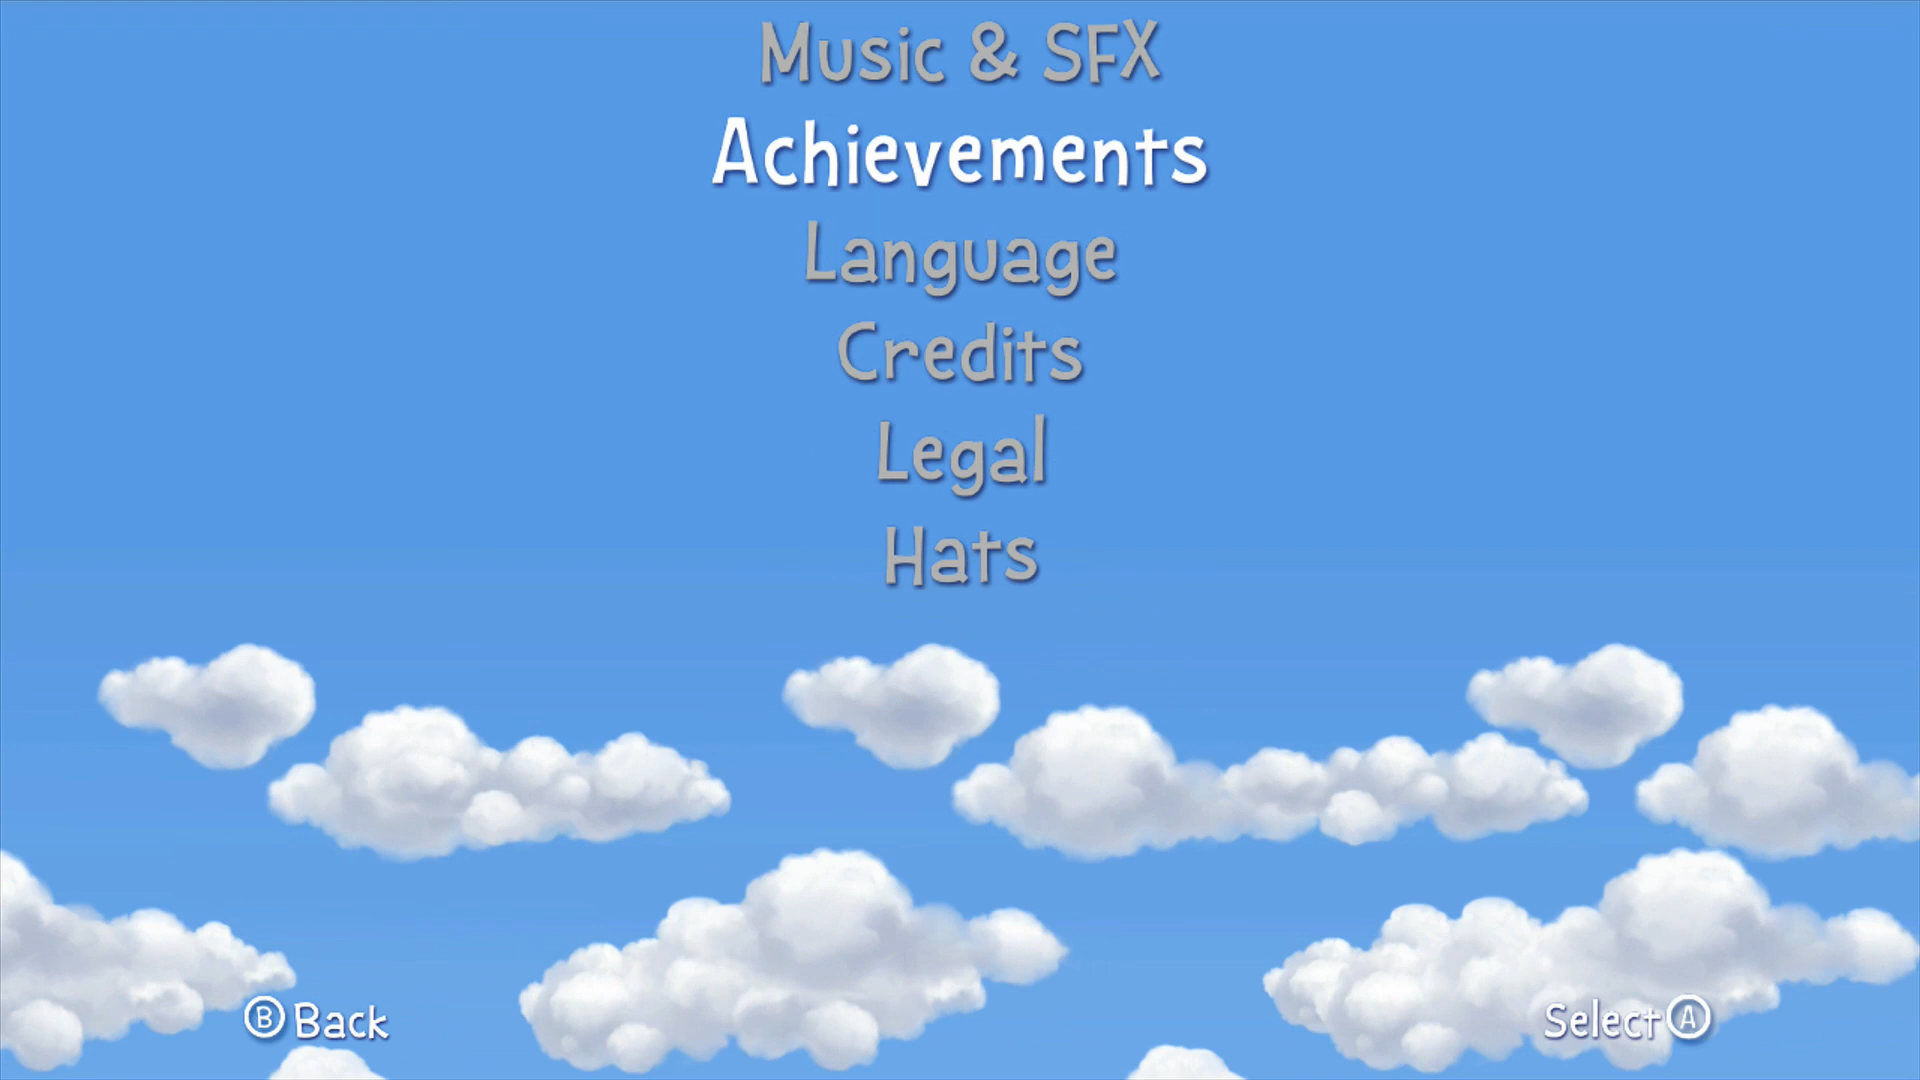 Music & SFX
Achievements
Language
Credits
Legal
Hats
B Back
Select A